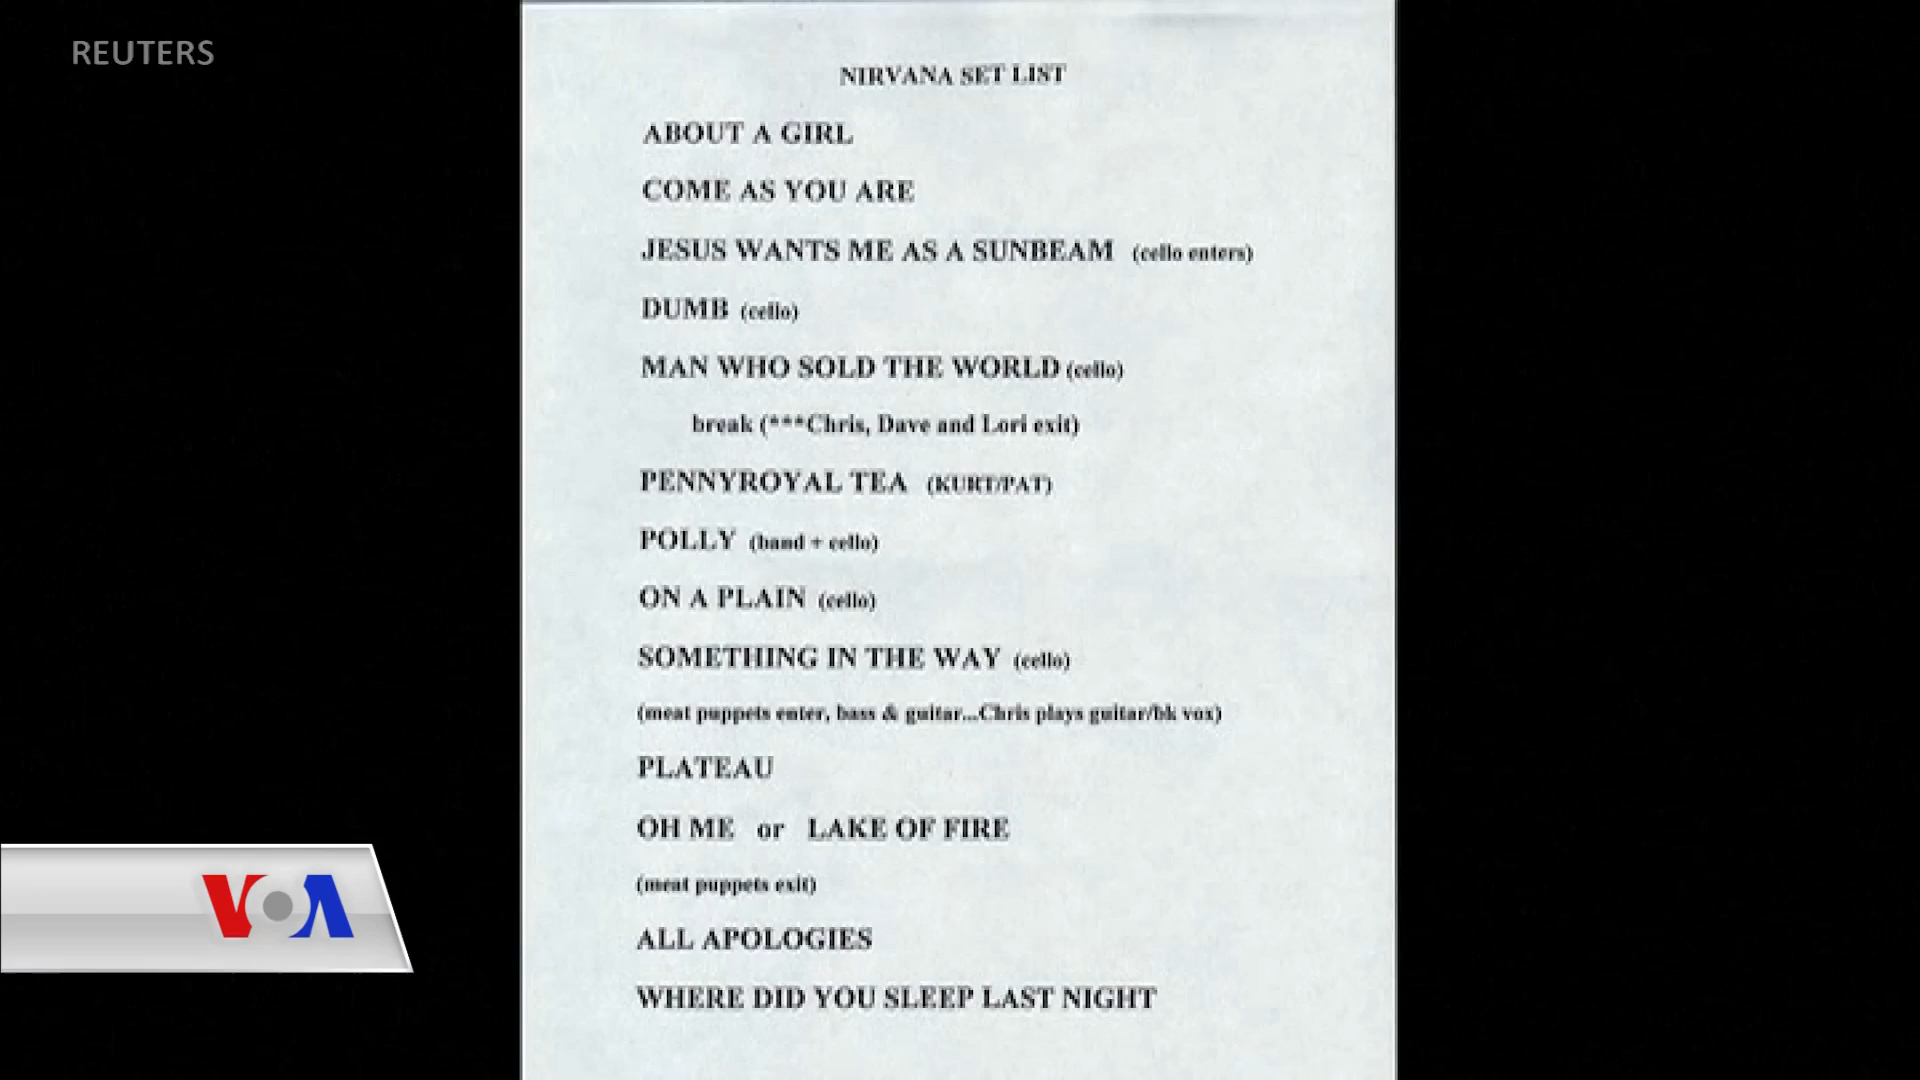 REUTERS
NIRVANA SET LIST
ABOUT A GIRL
COME AS YOU ARE
JESUS WANTS ME AS A SUNBEAM (cello enters)
DUMB (cello)
MAN WHO SOLD THE WORLD (cello)
break (***Chris, Dave and Lori exit)
PENNYROYAL TEA (KURT/PAT)
POLLY (band + cello)
ON A PLAIN (cello)
SOMETHING IN THE WAY (cello)
(meat puppets enter, bass & guitar...Chris plays guitar/bk vox)
PLATEAU
OH ME or LAKE OF FIRE
(meat puppets exit)
ALL APOLOGIES
WHERE DID YOU SLEEP LAST NIGHT
VOA